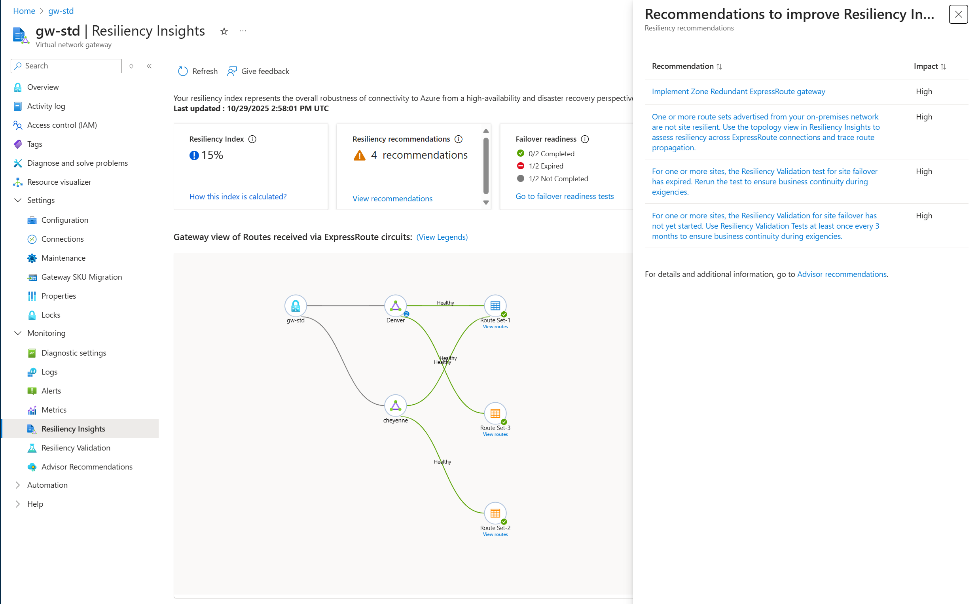 Home > gw-std
gw-std | Resiliency Insights ☆ ...
Virtual network gateway
Search
Overview
Activity log
Access control (IAM)
Tags
Diagnose and solve problems
Resource visualizer
Settings
Configuration
Connections
Maintenance
Gateway SKU Migration
Properties
Locks
Monitoring
Diagnostic settings
Logs
Alerts
Metrics
Resiliency Insights
Resiliency Validation
Advisor Recommendations
Automation
Help
Refresh Give feedback
Your resiliency index represents the overall robustness of connectivity to Azure from a high-availability and disaster recovery perspective
Last updated : 10/29/2025 2:58:01 PM UTC
Resiliency Index
15%
How this index is calculated?
Resiliency recommendations
4 recommendations
View recommendations
Failover readiness
0/2 Completed
1/2 Expired
1/2 Not Completed
Go to failover readiness tests
Gateway view of Routes received via ExpressRoute circuits: (View Legends)
gw-std
Denver
2
Healthy
Route Set-1
View routes
Healthy
Healthy
cheyenne
Route Set-3
View routes
Healthy
Route Set-2
View routes
Recommendations to improve Resiliency In...
Resiliency recommendations
Recommendation ↑↓ Impact ↑↓
Implement Zone Redundant ExpressRoute gateway High
One or more route sets advertised from your on-premises network High
are not site resilient. Use the topology view in Resiliency Insights to
assess resiliency across ExpressRoute connections and trace route
propagation.
For one or more sites, the Resiliency Validation test for site failover High
has expired. Rerun the test to ensure business continuity during
exigencies.
For one or more sites, the Resiliency Validation for site failover has High
not yet started. Use Resiliency Validation Tests at least once every 3
months to ensure business continuity during exigencies.
For details and additional information, go to Advisor recommendations.